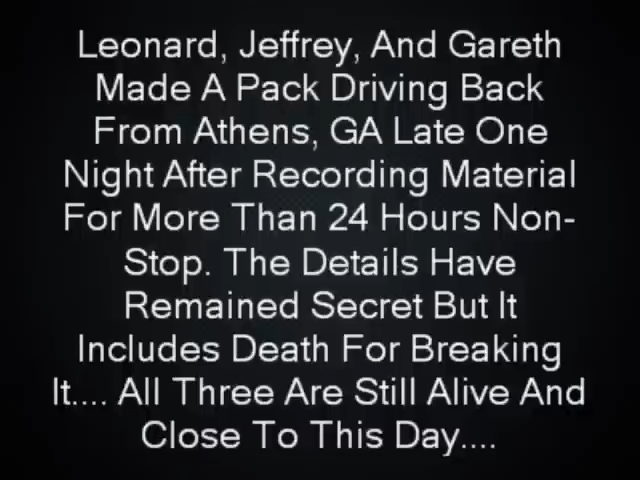 Leonard, Jeffrey, And Gareth
Made A Pack Driving Back
From Athens, GA Late One
Night After Recording Material
For More Than 24 Hours Non-
Stop. The Details Have
Remained Secret But It
Includes Death For Breaking
It.... All Three Are Still Alive And
Close To This Day....